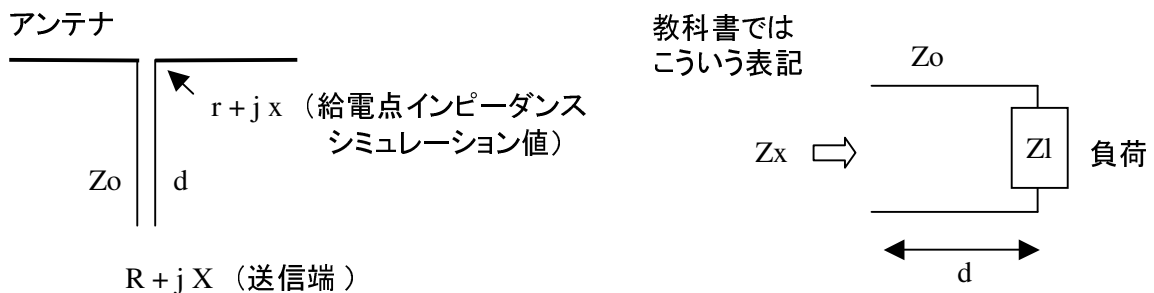 アンテナ
r + j x （給電点インピーダンス
シミュレーション値）
Zo
d
R + j X （送信端 ）
教科書では
こういう表記
Zo
Zx
Zl
負荷
d